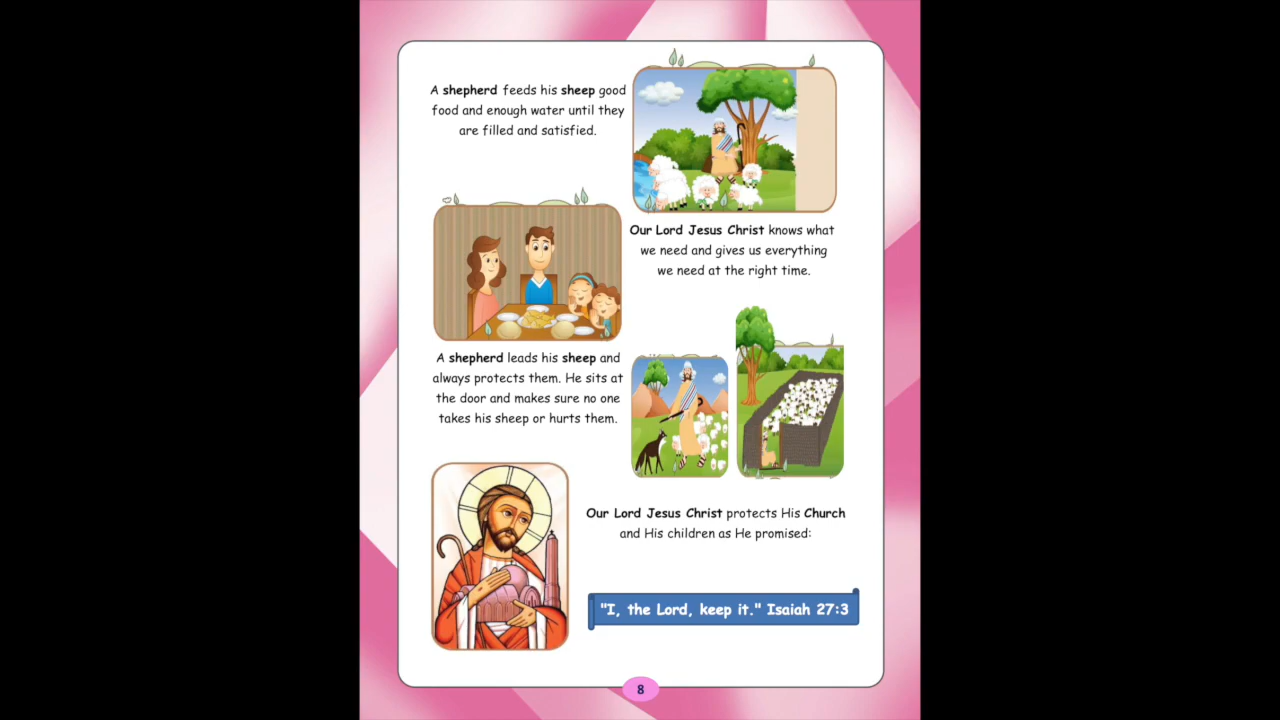 A shepherd feeds his sheep good
food and enough water until they
are filled and satisfied.
Our Lord Jesus Christ knows what
we need and gives us everything
we need at the right time.
A shepherd leads his sheep and
always protects them. He sits at
the door and makes sure no one
takes his sheep or hurts them.
Our Lord Jesus Christ protects His Church
and His children as He promised:
"I, the Lord, keep it." Isaiah 27:3
8